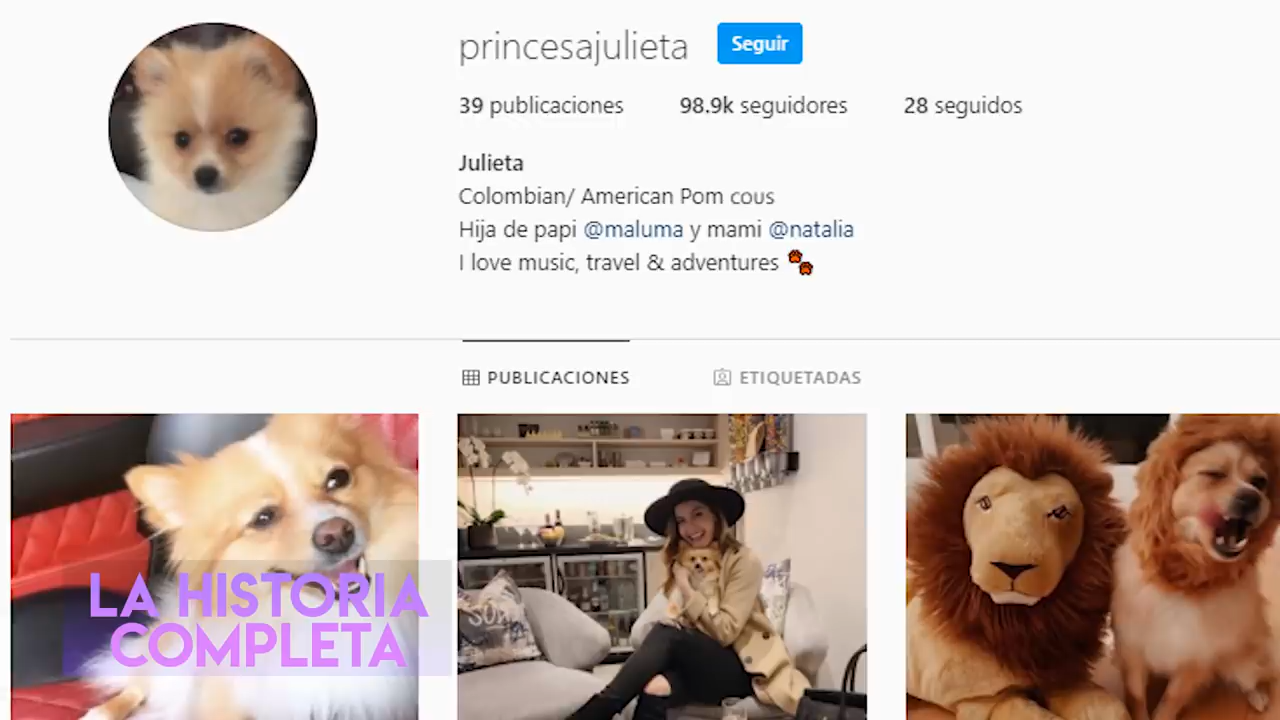 princesajulieta Seguir
39 publicaciones 98.9k seguidores 28 seguidos
Julieta
Colombian/ American Pom cous
Hija de papi @maluma y mami @natalia
I love music, travel & adventures
PUBLICACIONES ETIQUETADAS
LA HISTORIA
COMPLETA